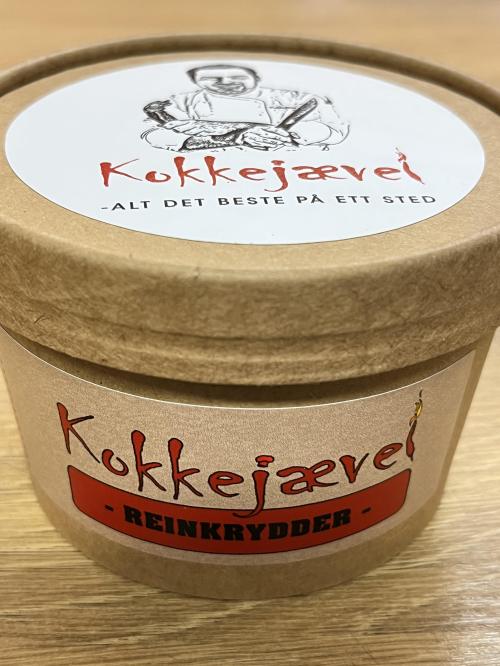 Kokkejævel
-ALT DET BESTE PÅ ETT STED
Kokkejævel
- REINKRYDDER -